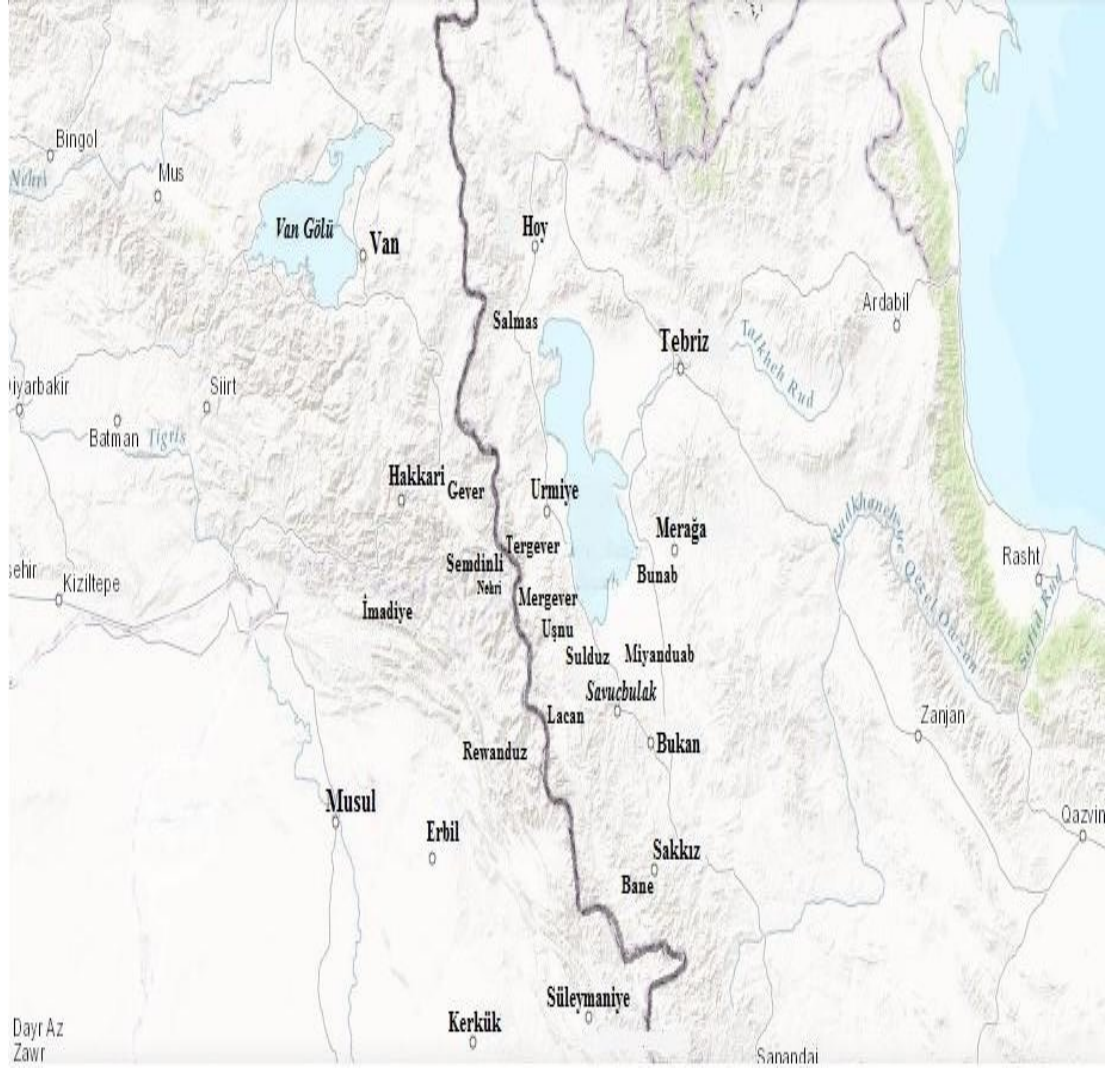 Bingol
Mus
Nehri
Van Gölü
Van
Hoy
Ardabil
Salmas
Tebriz
Talkheh Rud
iyarbakir
Siirt
Batman
Tigris
Hakkari
Gever
Urmiye
Merağa
Tergever
Semdinli
Nehri
Bunab
Rasht
sehir
Kiziltepe
İmadiye
Mergever
Uşnu
Sulduz
Miyanduab
Savucbulak
Lacan
Bukan
Zanjan
Rewanduz
Musul
Erbil
Qazvin
Sakkız
Bane
Süleymaniye
Kerkük
Dayr Az
Zawr
Sanandaj